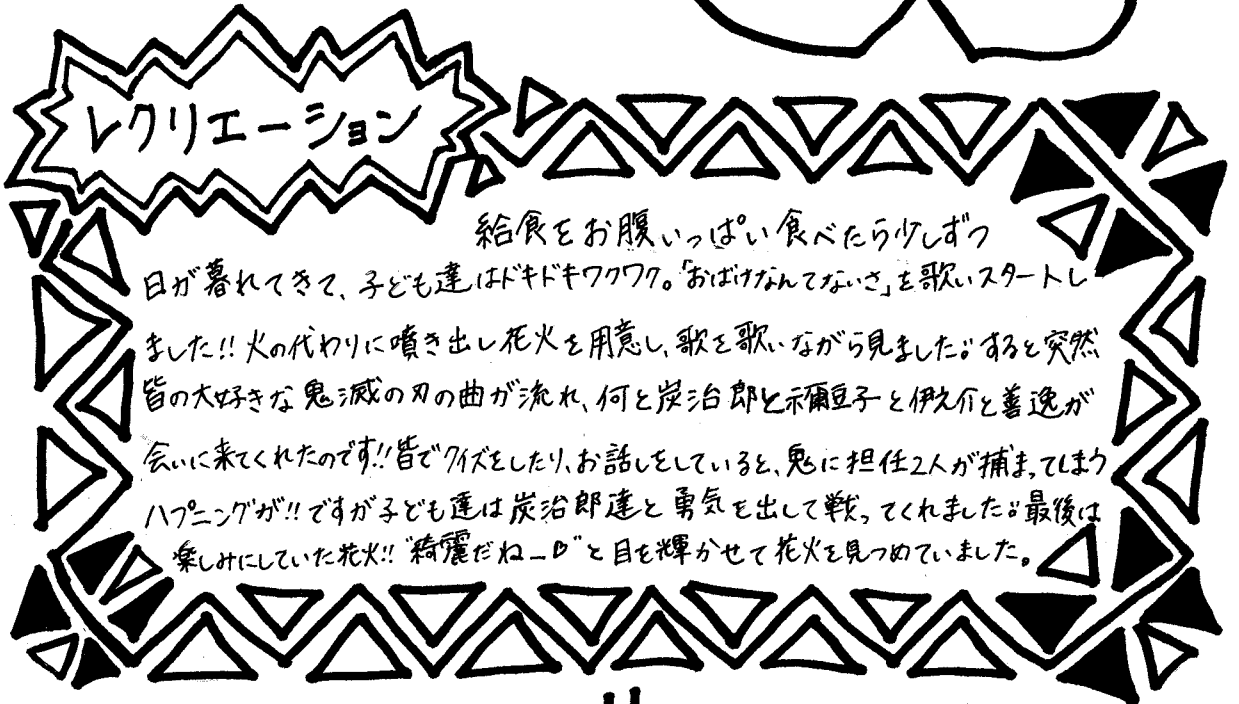 レクリエーション
給食をお腹いっぱい食べたら少しずつ
日が暮れてきて、子ども達はドキドキワクワク。「おばけなんてないさ」を歌いスタートし
ました!!火の代わりに噴き出し花火を用意し、歌を歌いながら見ました。すると突然
皆の大好きな鬼滅の刃の曲が流れ、何と炭治郎と禰豆子と伊之介と善逸が
会いに来てくれたのです!!皆でクイズをしたり、お話しをしていると、鬼に担任2人が捕まってしまう
ハプニングが!!ですが子ども達は炭治郎達と勇気を出して戦ってくれました。最後は
楽しみにしていた花火!!"綺麗だねー♡"と目を輝かせて花火を見つめていました。